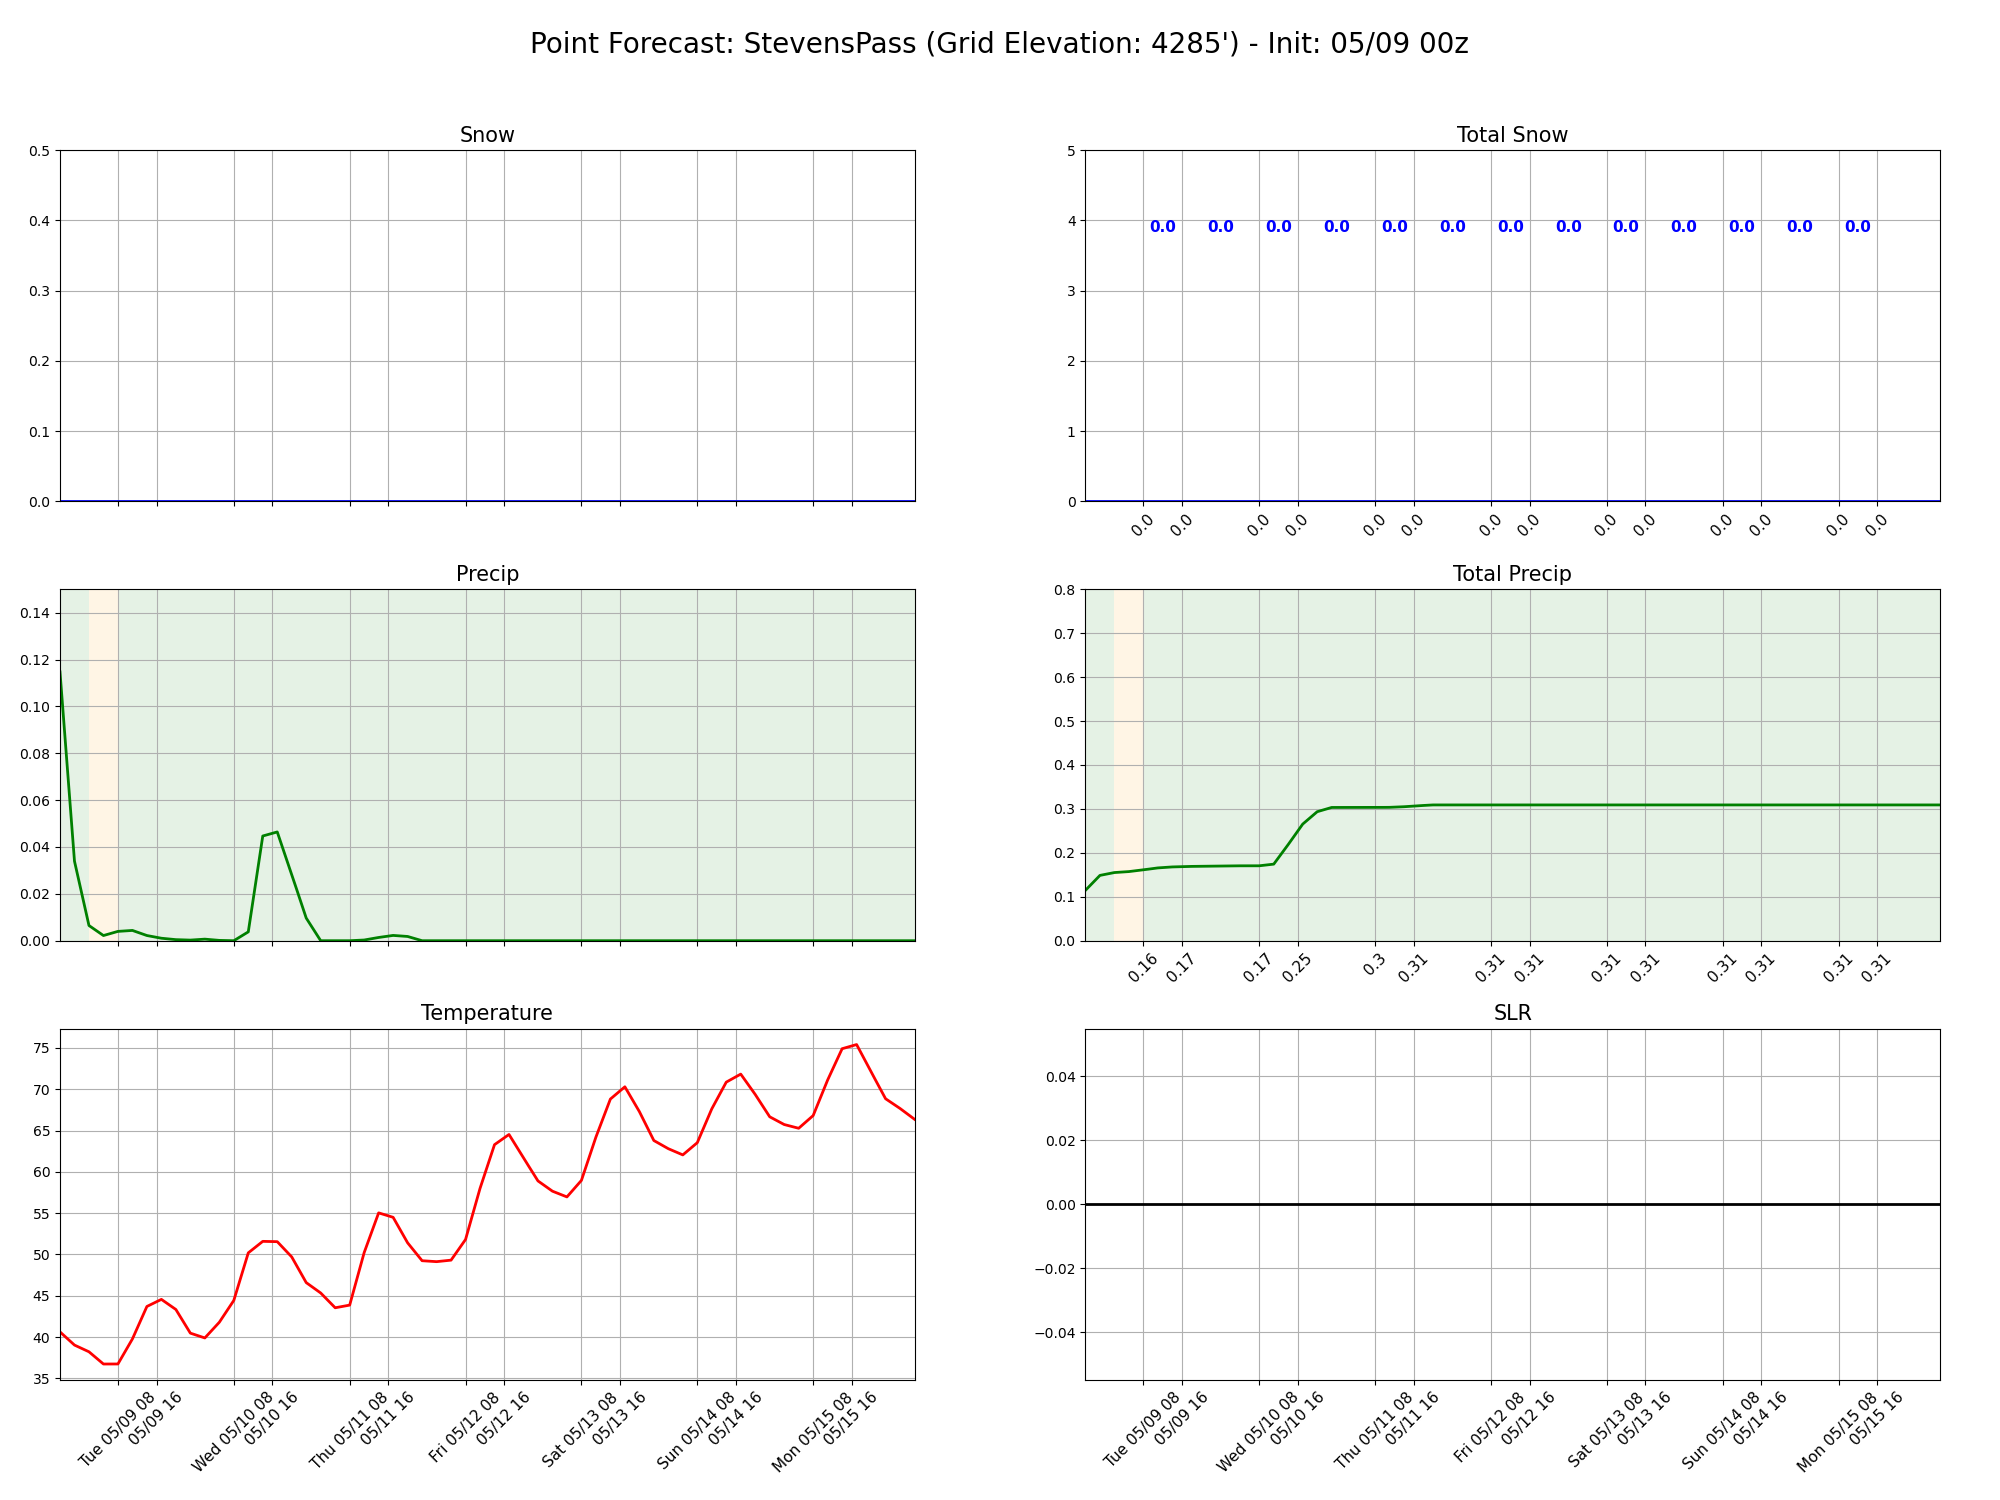 Point Forecast: StevensPass (Grid Elevation: 4285') - Init: 05/09 00z
Snow
0.5
0.4
0.3
0.2
0.1
0.0
Total Snow
5
4
3
2
1
0
0.0 0.0 0.0 0.0 0.0 0.0 0.0 0.0 0.0 0.0 0.0 0.0 0.0
0.0 0.0 0.0 0.0 0.0 0.0 0.0 0.0 0.0 0.0 0.0 0.0 0.0 0.0
Precip
0.14
0.12
0.10
0.08
0.06
0.04
0.02
0.00
Total Precip
0.8
0.7
0.6
0.5
0.4
0.3
0.2
0.1
0.0
0.16 0.17 0.17 0.25 0.3 0.31 0.31 0.31 0.31 0.31 0.31 0.31 0.31 0.31
Temperature
75
70
65
60
55
50
45
40
35
Tue 05/09 08
05/09 16
Wed 05/10 08
05/10 16
Thu 05/11 08
05/11 16
Fri 05/12 08
05/12 16
Sat 05/13 08
05/13 16
Sun 05/14 08
05/14 16
Mon 05/15 08
05/15 16
SLR
0.04
0.02
0.00
−0.02
−0.04
Tue 05/09 08
05/09 16
Wed 05/10 08
05/10 16
Thu 05/11 08
05/11 16
Fri 05/12 08
05/12 16
Sat 05/13 08
05/13 16
Sun 05/14 08
05/14 16
Mon 05/15 08
05/15 16